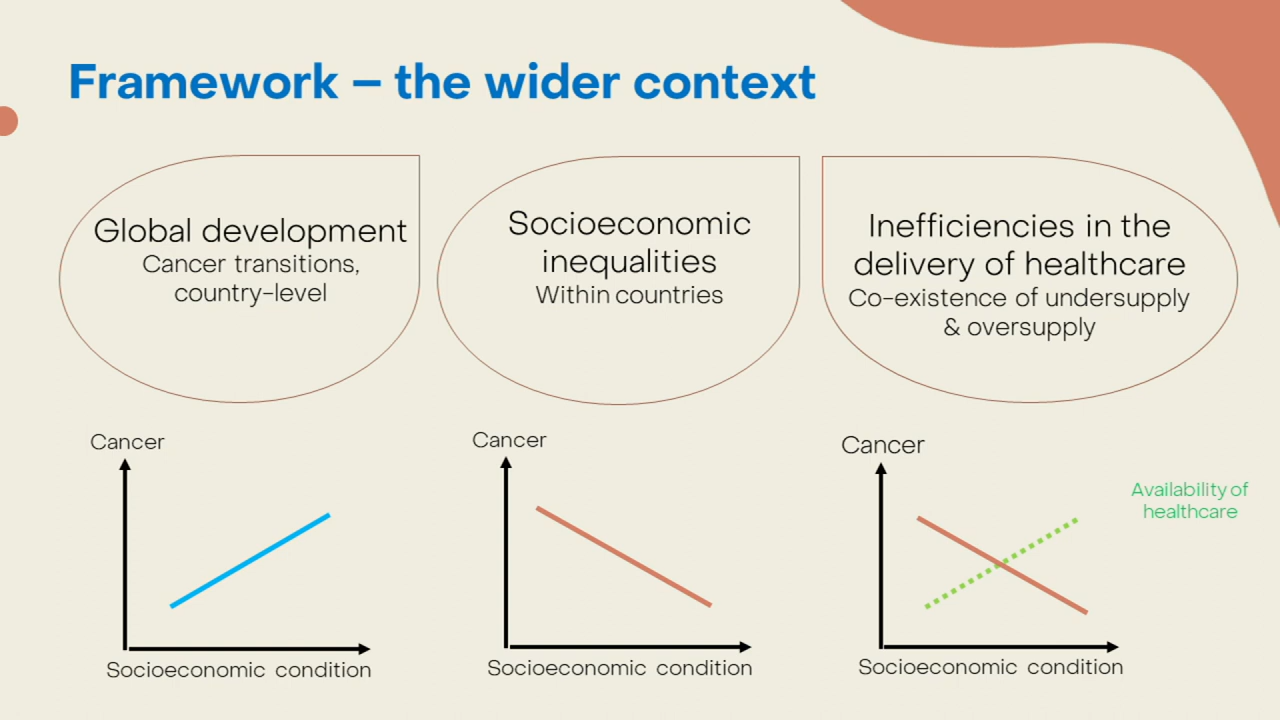 Framework – the wider context
Global development
Cancer transitions,
country-level
Socioeconomic
inequalities
Within countries
Inefficiencies in the
delivery of healthcare
Co-existence of undersupply
& oversupply
Cancer
Socioeconomic condition
Cancer
Socioeconomic condition
Cancer
Availability of
healthcare
Socioeconomic condition